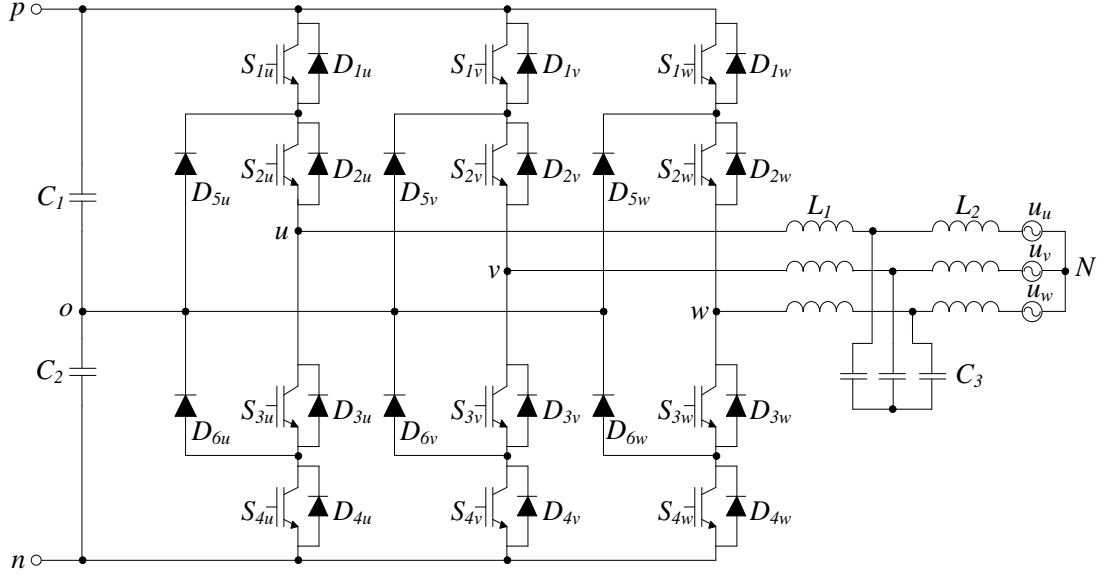 p
S1u D1u S1v D1v S1w D1w
S2u D2u S2v D2v S2w D2w
C1 D5u D5v D5w
L1 L2 uu
u
uv
v N
uw
o w
C2 C3
S3u D3u S3v D3v S3w D3w
D6u D6v D6w
S4u D4u S4v D4v S4w D4w
n